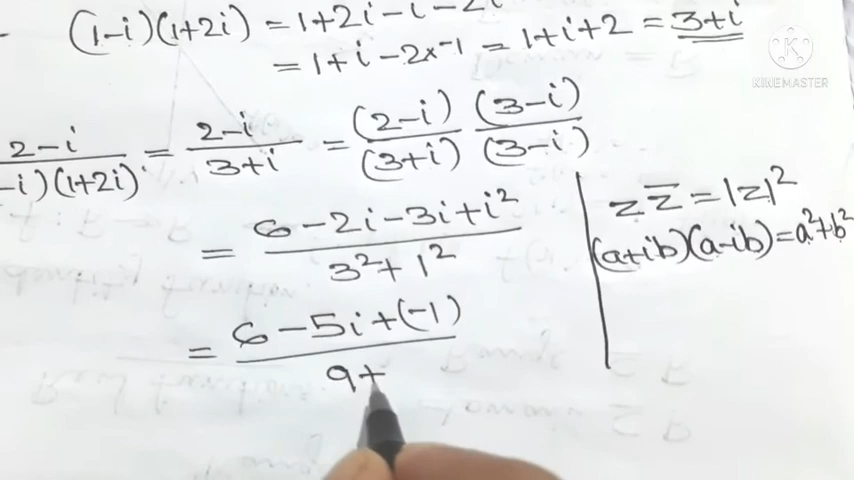 (1-i)(1+2i) = 1+2i-i-2i
= 1+i-2x-1 = 1+i+2 = 3+i
K
KINEMASTER
2-i/-i)(1+2i) = 2-i/3+i = (2-i)/(3+i) (3-i)/(3-i)
= 6-2i-3i+i²/3²+1²
= 6-5i+(-1)/9+
z z̅ = |z|²
(a+ib)(a-ib) = a²+b²